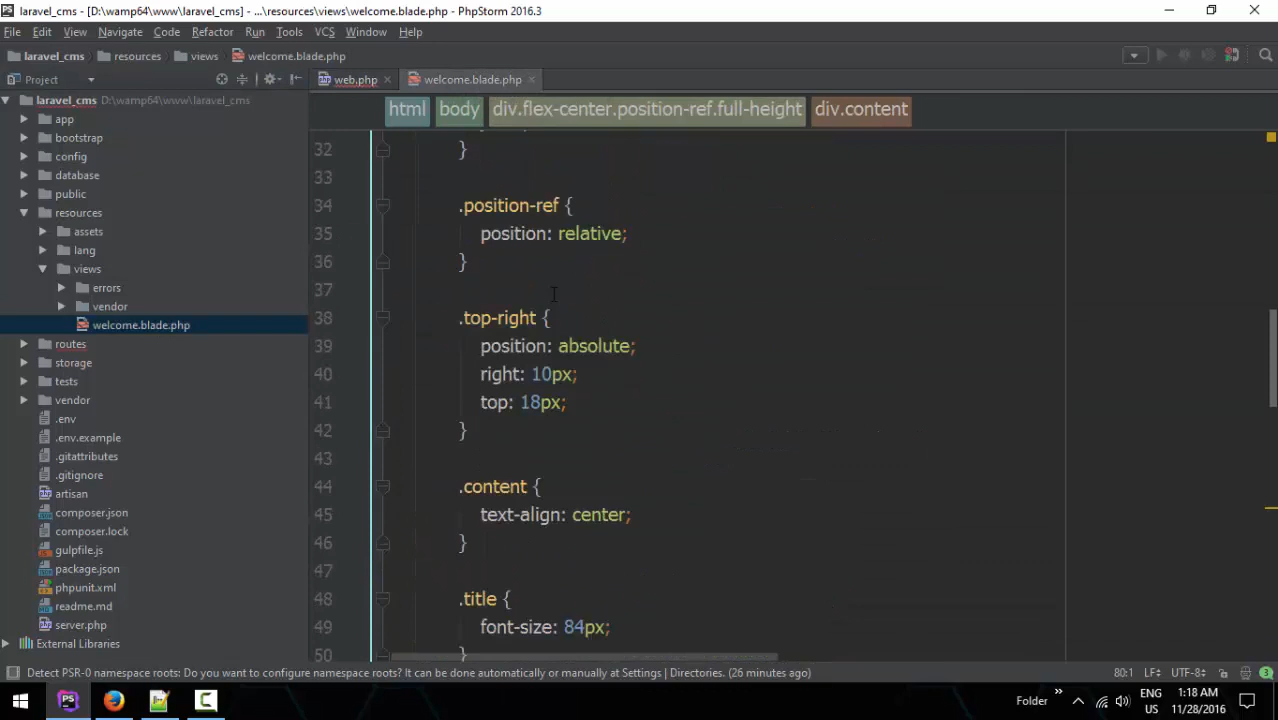 laravel_cms - [D:\wamp64\www\laravel_cms] - ...\resources\views\welcome.blade.php - PhpStorm 2016.3
File Edit View Navigate Code Refactor Run Tools VCS Window Help
laravel_cms resources views welcome.blade.php
Project
web.php welcome.blade.php
html body div.flex-center.position-ref.full-height div.content
laravel_cms D:\wamp64\www\laravel_cms
app
bootstrap
config
database
public
resources
assets
lang
views
errors
vendor
welcome.blade.php
routes
storage
tests
vendor
.env
.env.example
.gitattributes
.gitignore
artisan
composer.json
composer.lock
gulpfile.js
package.json
phpunit.xml
readme.md
server.php
External Libraries
32 }
33
34 .position-ref {
35 position: relative;
36 }
37
38 .top-right {
39 position: absolute;
40 right: 10px;
41 top: 18px;
42 }
43
44 .content {
45 text-align: center;
46 }
47
48 .title {
49 font-size: 84px;
50 }
Detect PSR-0 namespace roots: Do you want to configure namespace roots? It can be done automatically or manually at Settings | Directories. (26 minutes ago) 80:1 LF÷ UTF-8÷ 3
Folder ENG 1:18 AM
US 11/28/2016